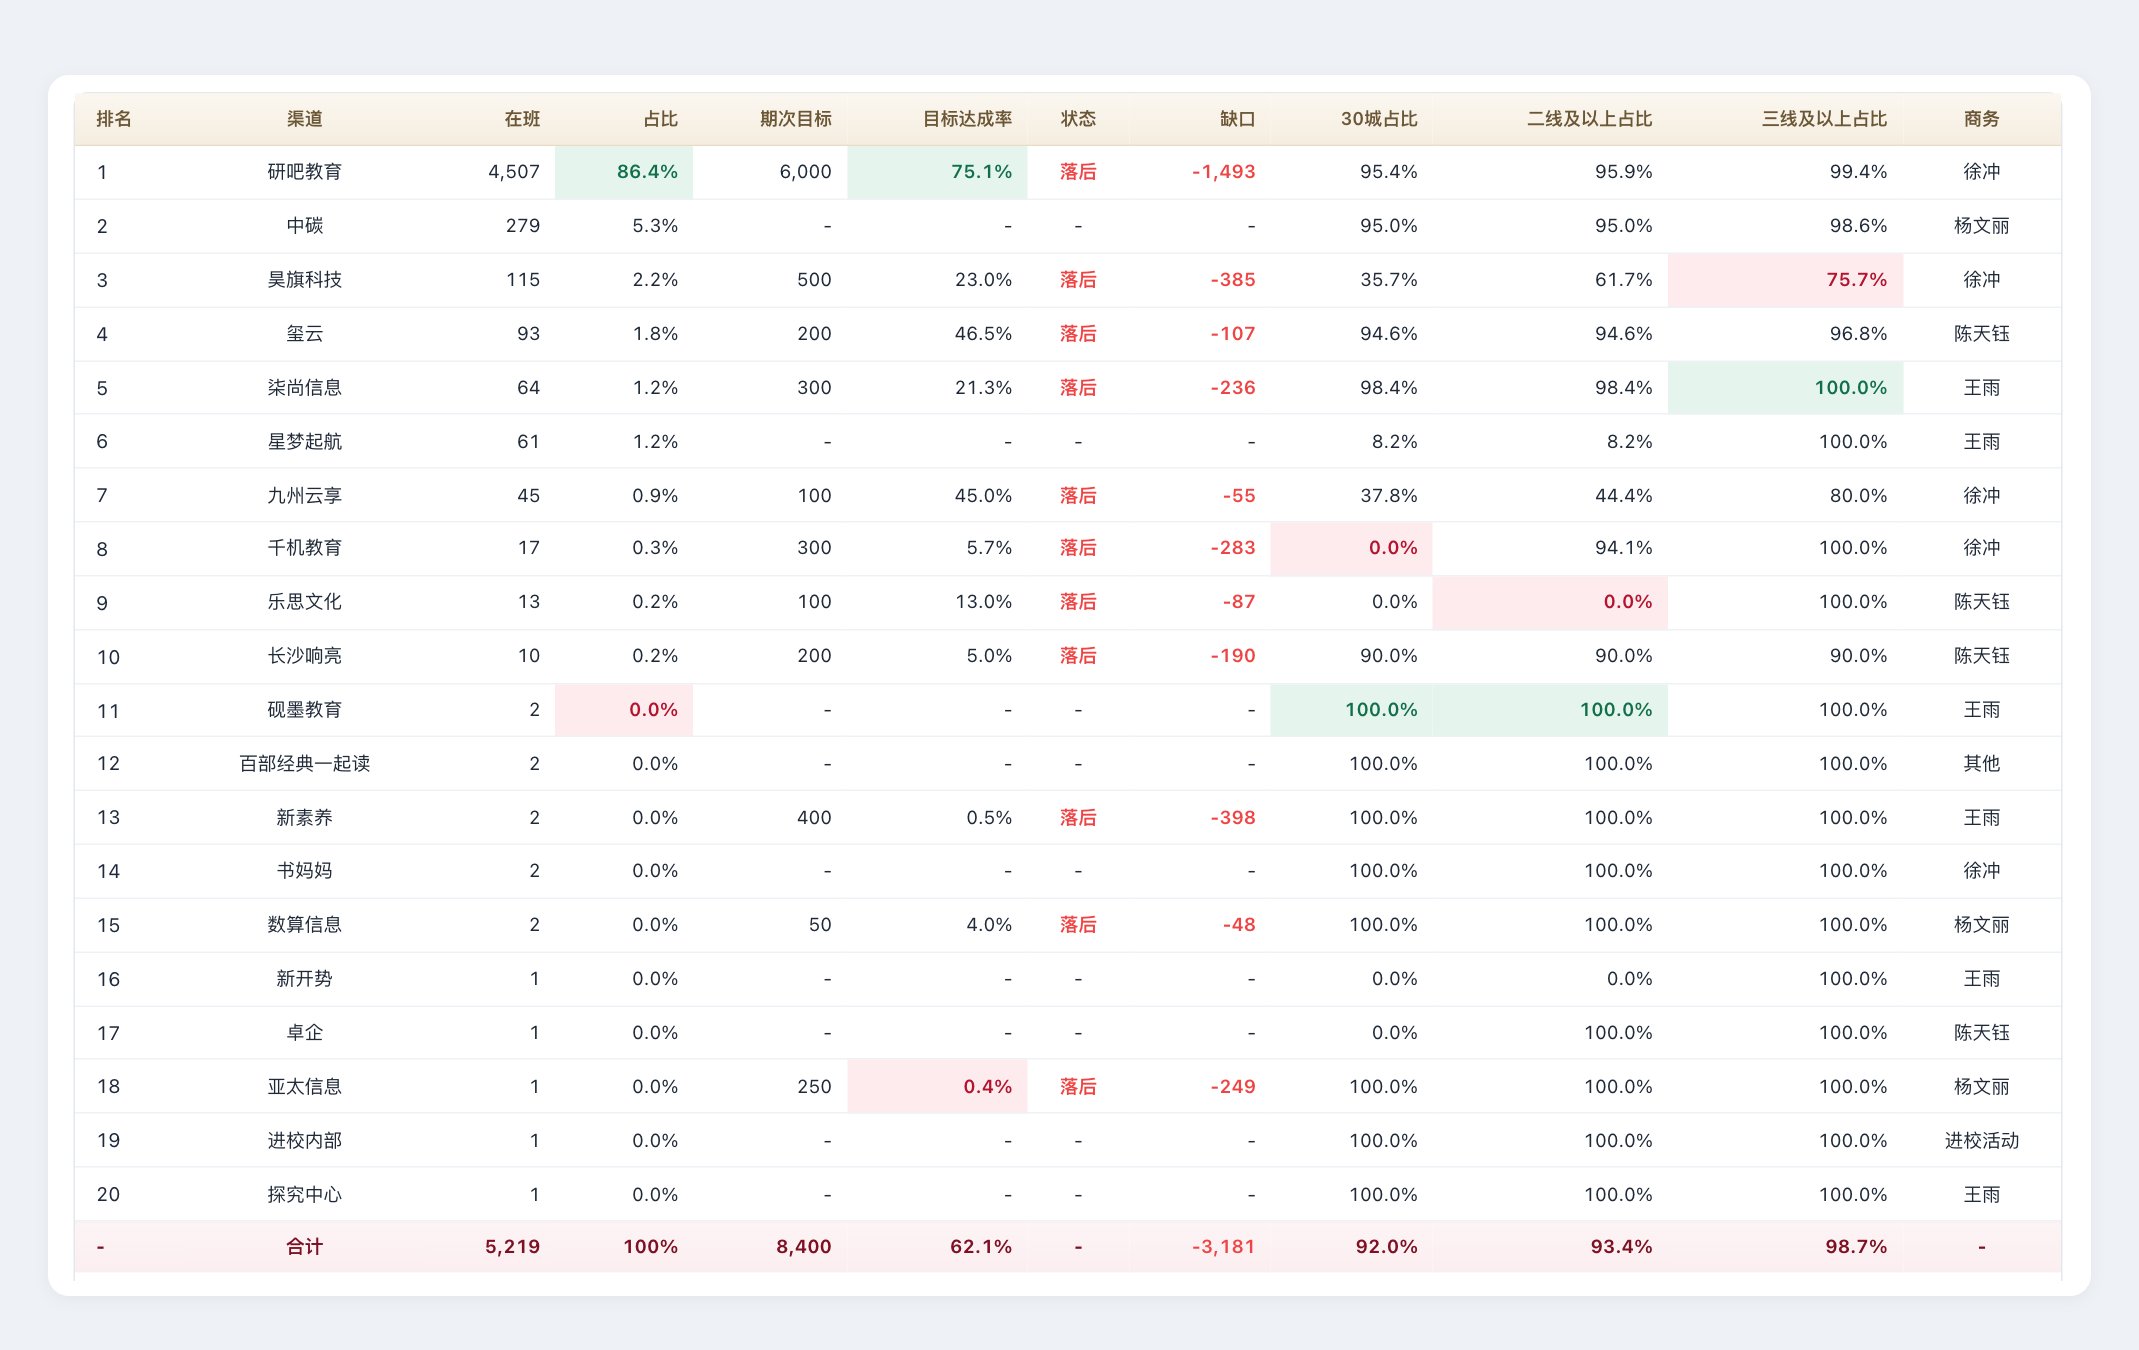 排名 渠道 在班 占比 期次目标 目标达成率 状态 缺口 30城占比 二线及以上占比 三线及以上占比 商务
1 研吧教育 4,507 86.4% 6,000 75.1% 落后 -1,493 95.4% 95.9% 99.4% 徐冲
2 中碳 279 5.3% - - - - 95.0% 95.0% 98.6% 杨文丽
3 昊旗科技 115 2.2% 500 23.0% 落后 -385 35.7% 61.7% 75.7% 徐冲
4 玺云 93 1.8% 200 46.5% 落后 -107 94.6% 94.6% 96.8% 陈天钰
5 柒尚信息 64 1.2% 300 21.3% 落后 -236 98.4% 98.4% 100.0% 王雨
6 星梦起航 61 1.2% - - - - 8.2% 8.2% 100.0% 王雨
7 九州云享 45 0.9% 100 45.0% 落后 -55 37.8% 44.4% 80.0% 徐冲
8 千机教育 17 0.3% 300 5.7% 落后 -283 0.0% 94.1% 100.0% 徐冲
9 乐思文化 13 0.2% 100 13.0% 落后 -87 0.0% 0.0% 100.0% 陈天钰
10 长沙响亮 10 0.2% 200 5.0% 落后 -190 90.0% 90.0% 90.0% 陈天钰
11 砚墨教育 2 0.0% - - - - 100.0% 100.0% 100.0% 王雨
12 百部经典一起读 2 0.0% - - - - 100.0% 100.0% 100.0% 其他
13 新素养 2 0.0% 400 0.5% 落后 -398 100.0% 100.0% 100.0% 王雨
14 书妈妈 2 0.0% - - - - 100.0% 100.0% 100.0% 徐冲
15 数算信息 2 0.0% 50 4.0% 落后 -48 100.0% 100.0% 100.0% 杨文丽
16 新开势 1 0.0% - - - - 0.0% 0.0% 100.0% 王雨
17 卓企 1 0.0% - - - - 0.0% 100.0% 100.0% 陈天钰
18 亚太信息 1 0.0% 250 0.4% 落后 -249 100.0% 100.0% 100.0% 杨文丽
19 进校内部 1 0.0% - - - - 100.0% 100.0% 100.0% 进校活动
20 探究中心 1 0.0% - - - - 100.0% 100.0% 100.0% 王雨
- 合计 5,219 100% 8,400 62.1% - -3,181 92.0% 93.4% 98.7% -